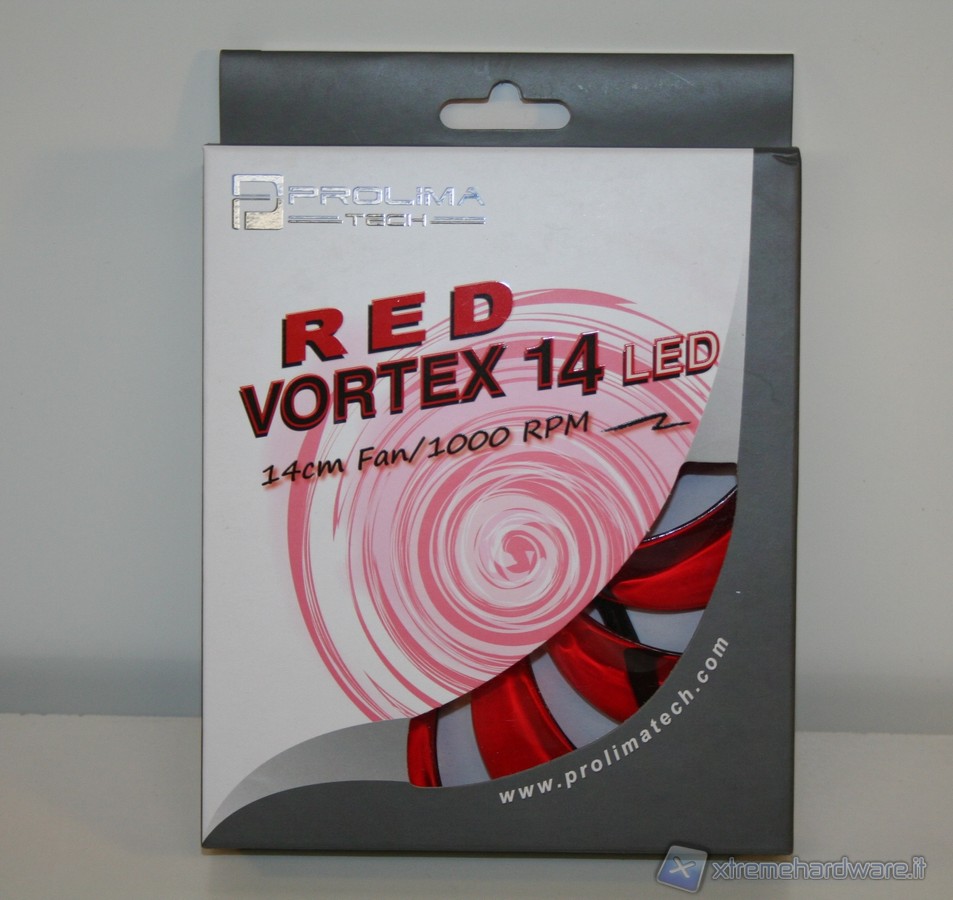 PROLIMA
TECH
RED
VORTEX 14 LED
14cm Fan/1000 RPM
www.prolimatech.com
xtremehardware.it